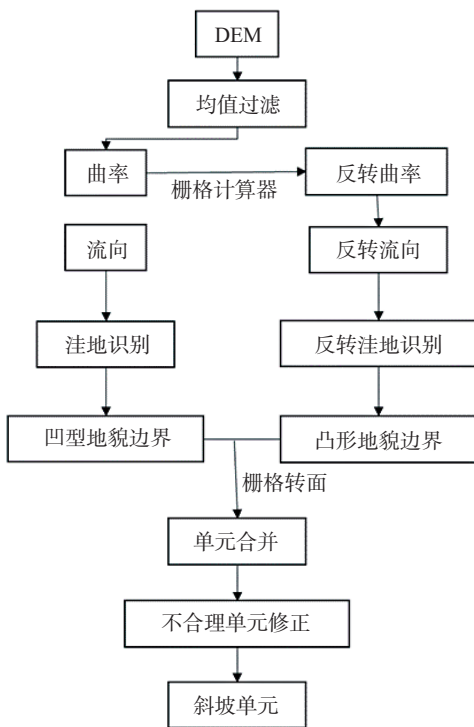 DEM
均值过滤
曲率
栅格计算器
反转曲率
流向
反转流向
洼地识别
反转洼地识别
凹型地貌边界
凸形地貌边界
栅格转面
单元合并
不合理单元修正
斜坡单元